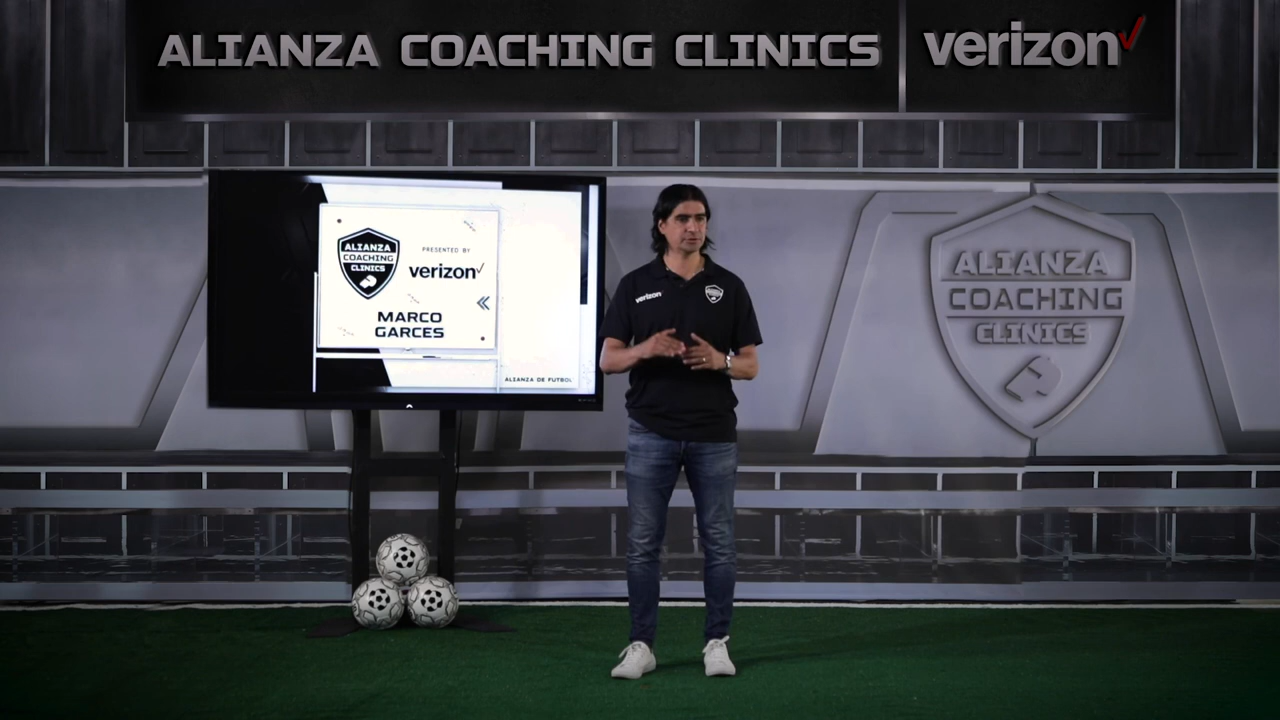 ALIANZA COACHING CLINICS
verizon
ALIANZA
COACHING
CLINICS
PRESENTED BY
verizon
MARCO
GARCES
ALIANZA DE FUTBOL
verizon
ALIANZA
COACHING
CLINICS